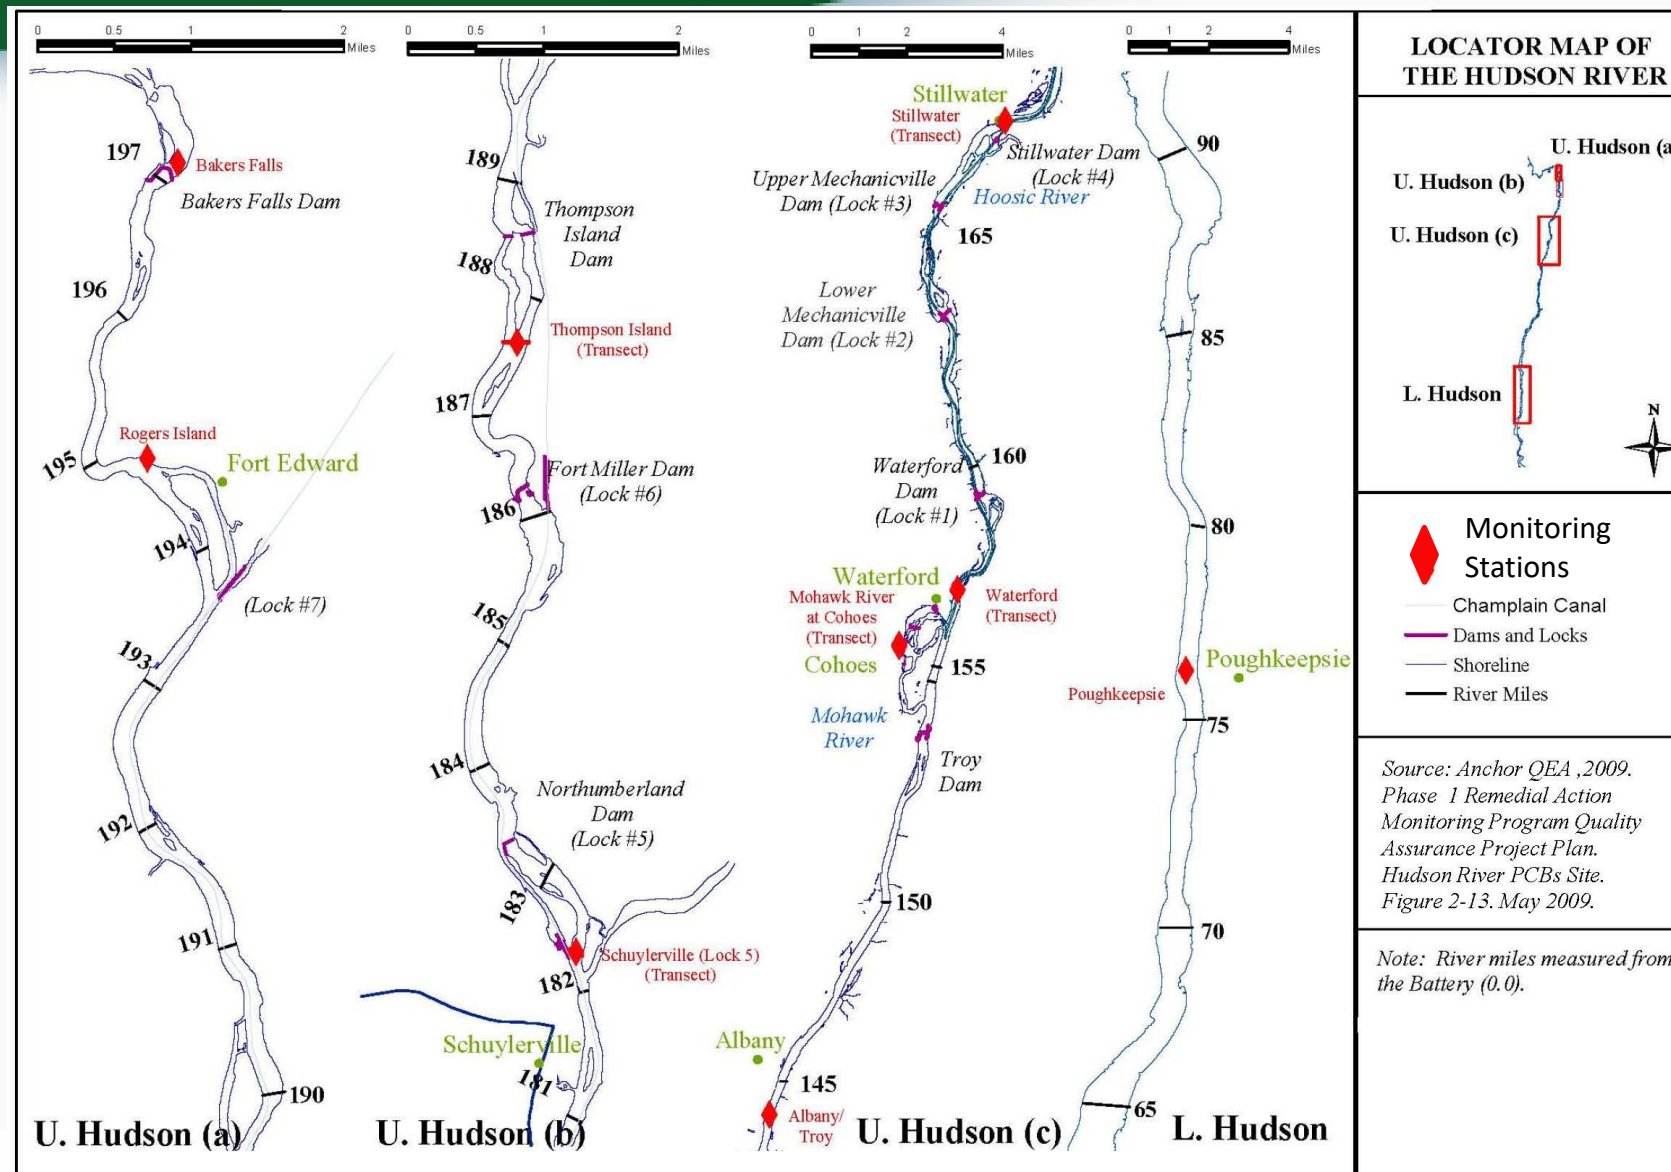 0 0.5 1 2
Miles
197
Bakers Falls
Bakers Falls Dam
196
195
Rogers Island
Fort Edward
194
(Lock #7)
193
192
191
190
U. Hudson (a)
0 0.5 1 2
Miles
189
Thompson
Island
Dam
188
Thompson Island
(Transect)
187
Fort Miller Dam
(Lock #6)
186
185
184
Northumberland
Dam
(Lock #5)
183
Schuylerville (Lock 5)
(Transect)
182
Schuylerville
181
U. Hudson (b)
0 1 2 4
Miles
Stillwater
Stillwater
(Transect)
Stillwater Dam
(Lock #4)
Upper Mechanicville
Dam (Lock #3)
Hoosic River
165
Lower
Mechanicville
Dam (Lock #2)
160
Waterford
Dam
(Lock #1)
Waterford
Mohawk River
at Cohoes
(Transect)
Waterford
(Transect)
Cohoes
155
Mohawk
River
Troy
Dam
150
Albany
145
Albany/
Troy
U. Hudson (c)
0 1 2 4
Miles
90
85
80
Poughkeepsie
Poughkeepsie
75
70
65
L. Hudson
LOCATOR MAP OF
THE HUDSON RIVER
U. Hudson (a
U. Hudson (b)
U. Hudson (c)
L. Hudson
N
Monitoring
Stations
Champlain Canal
Dams and Locks
Shoreline
River Miles
Source: Anchor QEA ,2009.
Phase 1 Remedial Action
Monitoring Program Quality
Assurance Project Plan.
Hudson River PCBs Site.
Figure 2-13. May 2009.
Note: River miles measured from
the Battery (0.0).